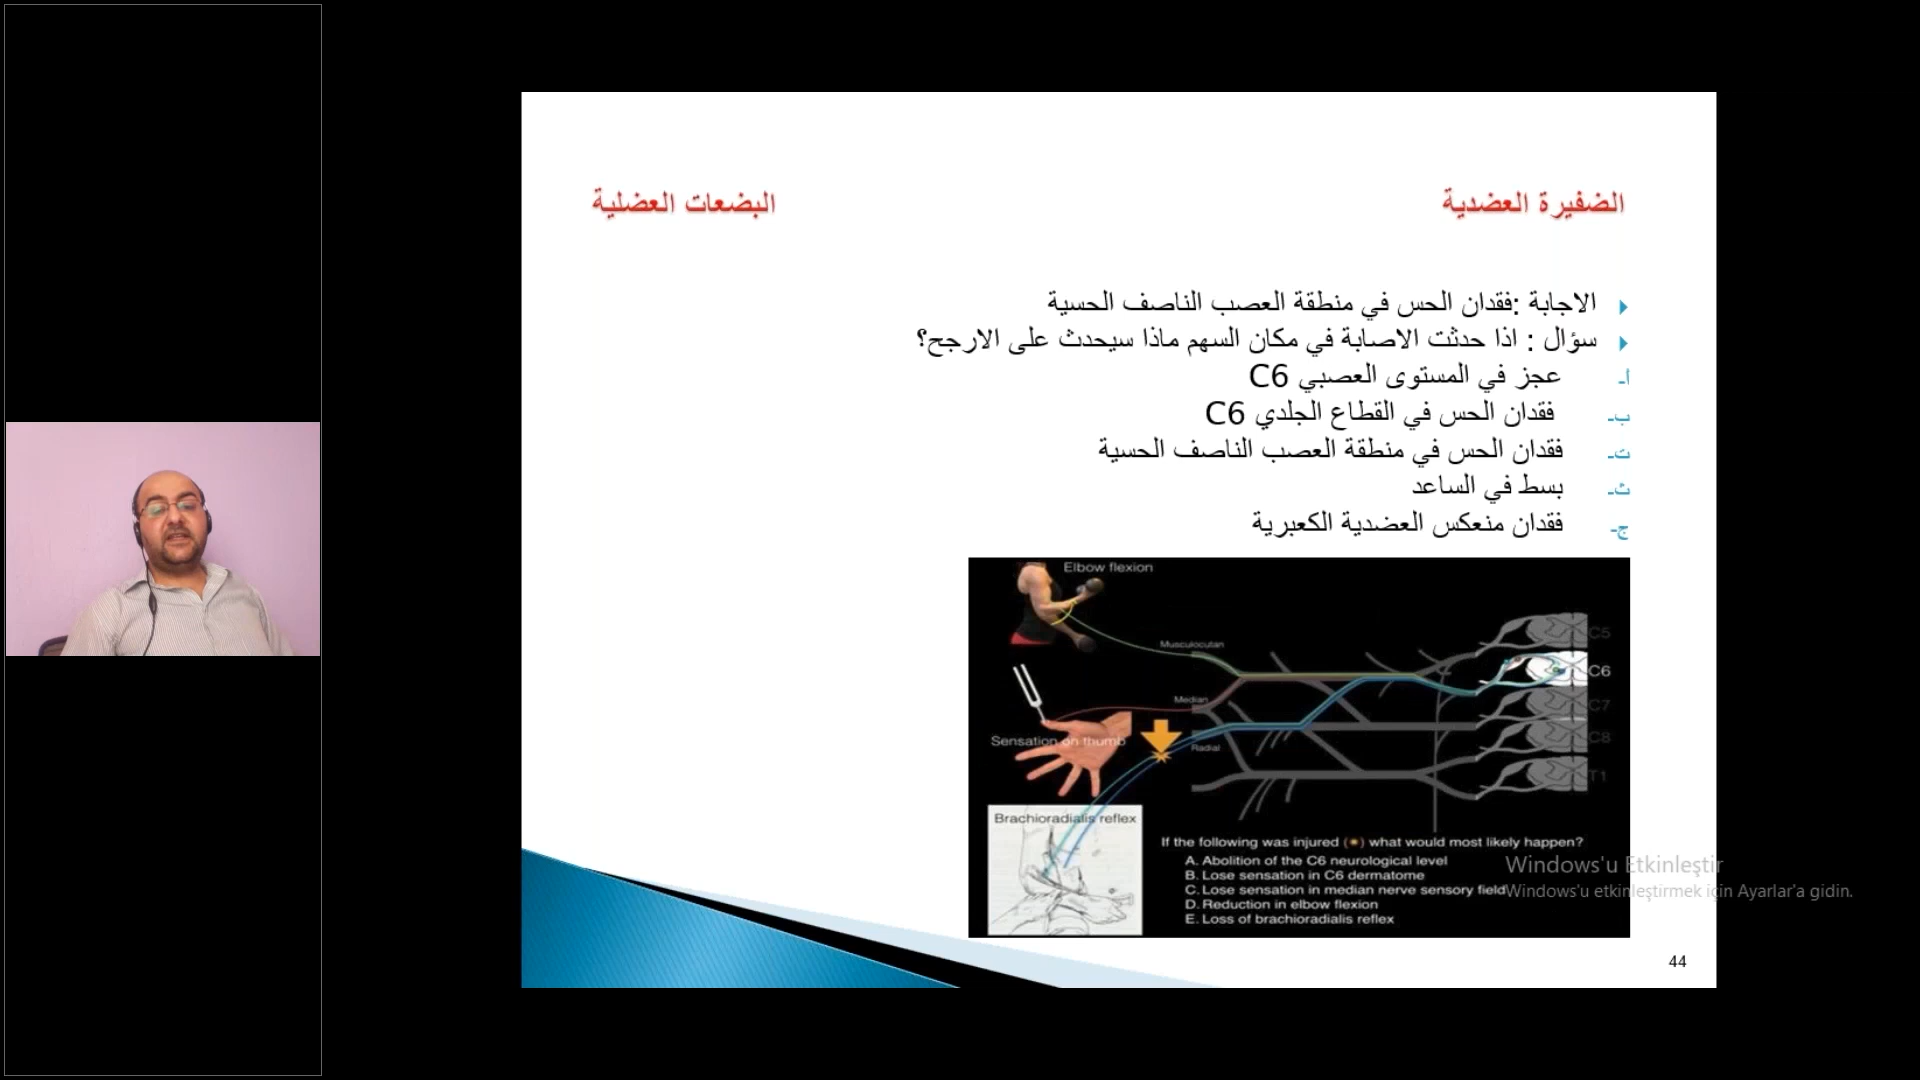 الضفيرة العضدية
البضعات العضلية
الاجابة :فقدان الحس في منطقة العصب الناصف الحسية
سؤال : اذا حدثت الاصابة في مكان السهم ماذا سيحدث على الارجح؟
أ- عجز في المستوى العصبي C6
ب- فقدان الحس في القطاع الجلدي C6
ت- فقدان الحس في منطقة العصب الناصف الحسية
ث- بسط في الساعد
ج- فقدان منعكس العضدية الكعبرية
Elbow flexion
Musculocutan
C5
C6
Median
C7
Sensation on thumb
Radial
C8
T1
Brachioradialis reflex
If the following was injured ( ) what would most likely happen?
A. Abolition of the C6 neurological level
B. Lose sensation in C6 dermatome
C. Lose sensation in median nerve sensory field
D. Reduction in elbow flexion
E. Loss of brachioradialis reflex
Windows'u Etkinleştir
Windows'u etkinleştirmek için Ayarlar'a gidin.
44